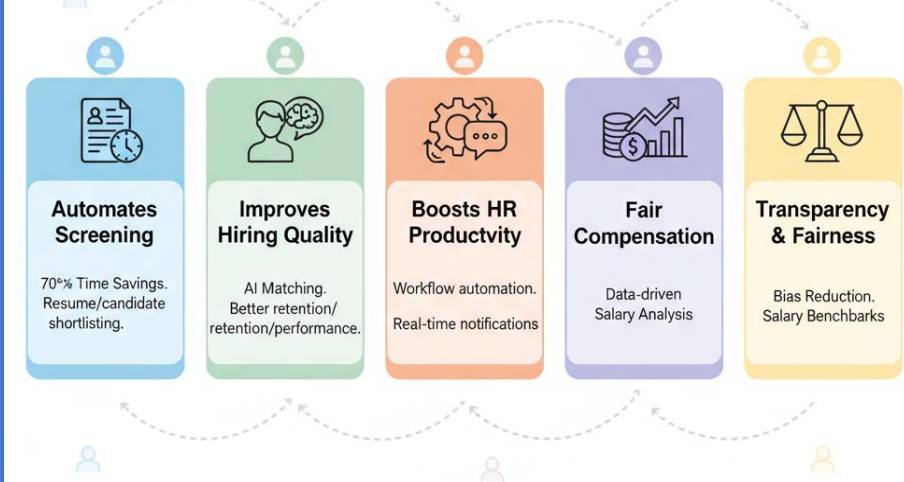 Automates
Screening
70°% Time Savings.
Resume/candidate
shortlisting.
Improves
Hiring Quality
AI Matching.
Better retention/
retention/performance.
Boosts HR
Productvity
Workflow automation.
Real-time notifications
Fair
Compensation
Data-driven
Salary Analysis
Transparency
& Fairness
Bias Reduction.
Salary Benchbarks
$